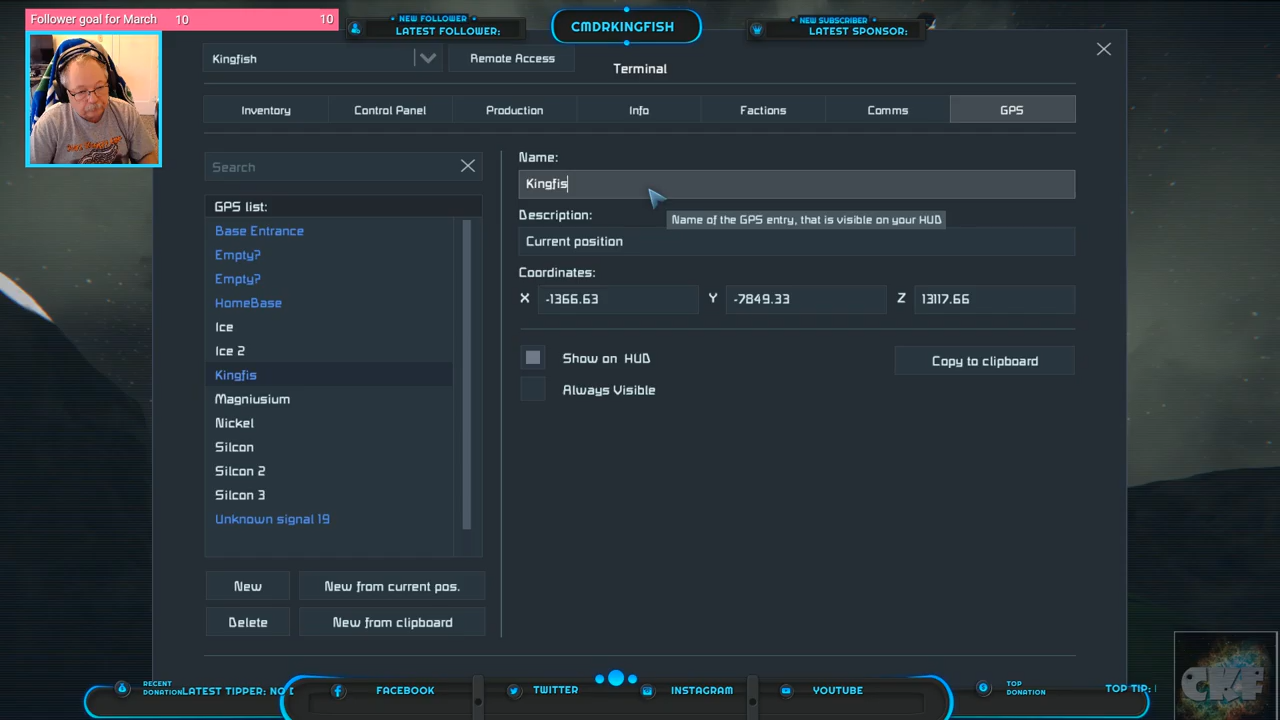 Follower goal for March 10 10
NEW FOLLOWER
LATEST FOLLOWER:
CMDRKINGFISH
NEW SUBSCRIBER
LATEST SPONSOR:
Kingfish
Remote Access
Terminal
Inventory
Control Panel
Production
Info
Factions
Comms
GPS
Search
GPS list:
Base Entrance
Empty?
Empty?
HomeBase
Ice
Ice 2
Kingfis
Magniusium
Nickel
Silcon
Silcon 2
Silcon 3
Unknown signal 19
New
New from current pos.
Delete
New from clipboard
Name:
Kingfis
Name of the GPS entry, that is visible on your HUD
Description:
Current position
Coordinates:
X -1366.63 Y -7849.33 Z 13117.66
Show on HUD
Copy to clipboard
Always Visible
RECENT
DONATION
LATEST TIPPER: NO
FACEBOOK
TWITTER
INSTAGRAM
YOUTUBE
TOP
DONATION
TOP TIP:
CKF